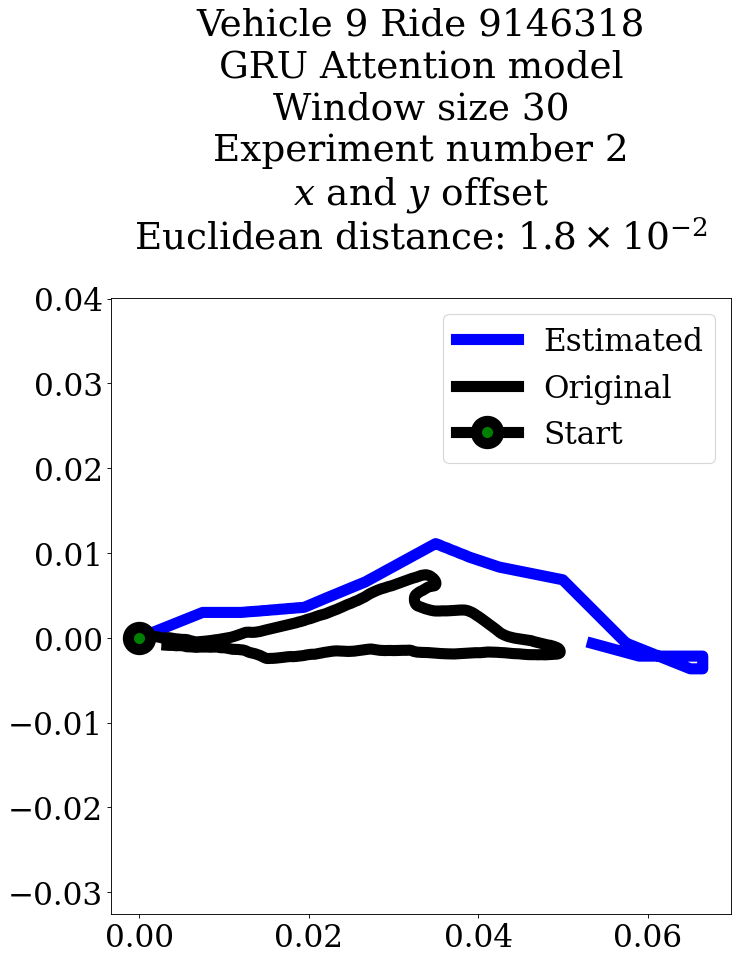 Vehicle 9 Ride 9146318
GRU Attention model
Window size 30
Experiment number 2
x and y offset
Euclidean distance: 1.8 × 10⁻²
0.04
0.03
0.02
0.01
0.00
−0.01
−0.02
−0.03
Estimated
Original
Start
0.00 0.02 0.04 0.06